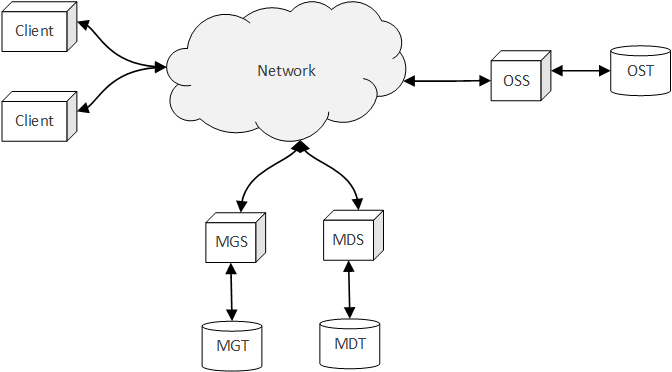 Client
Network
OSS
OST
Client
MGS
MDS
MGT
MDT